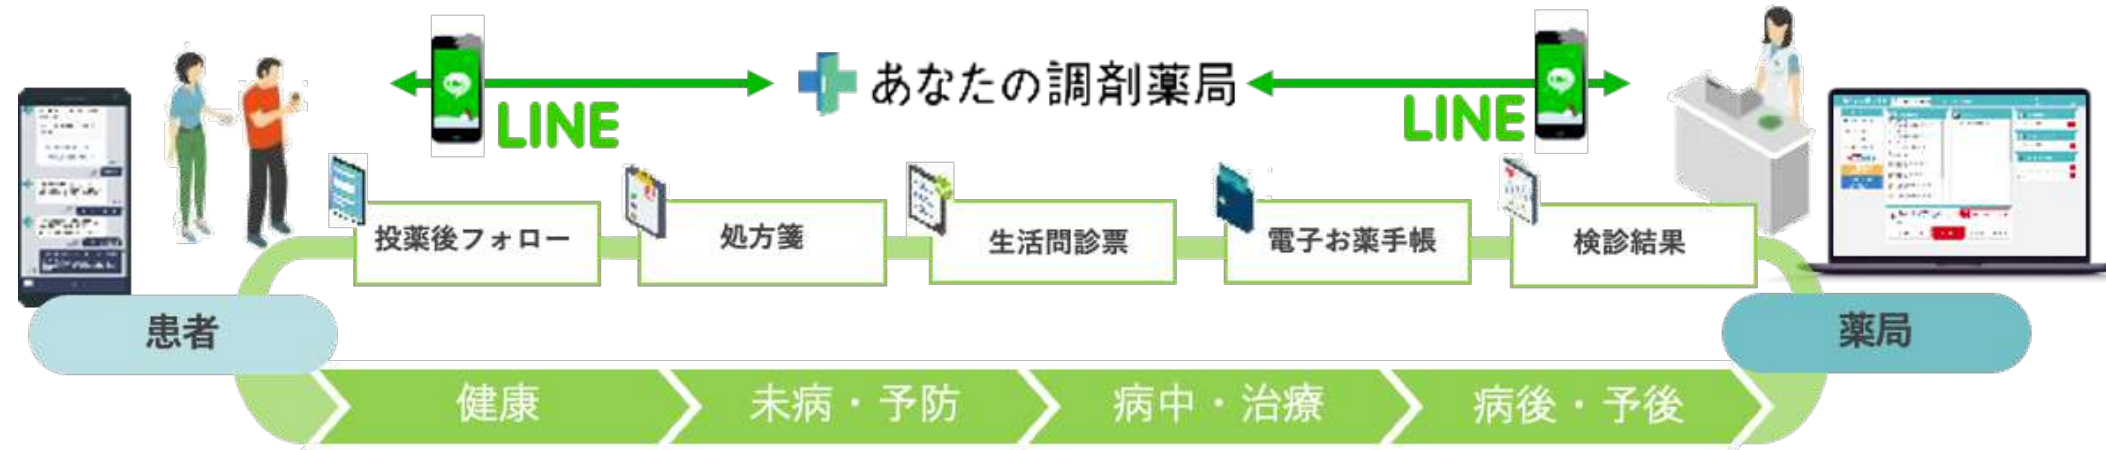 あなたの調剤薬局
LINE
LINE
投薬後フォロー
処方箋
生活問診票
電子お薬手帳
検診結果
患者
薬局
健康
未病・予防
病中・治療
病後・予後